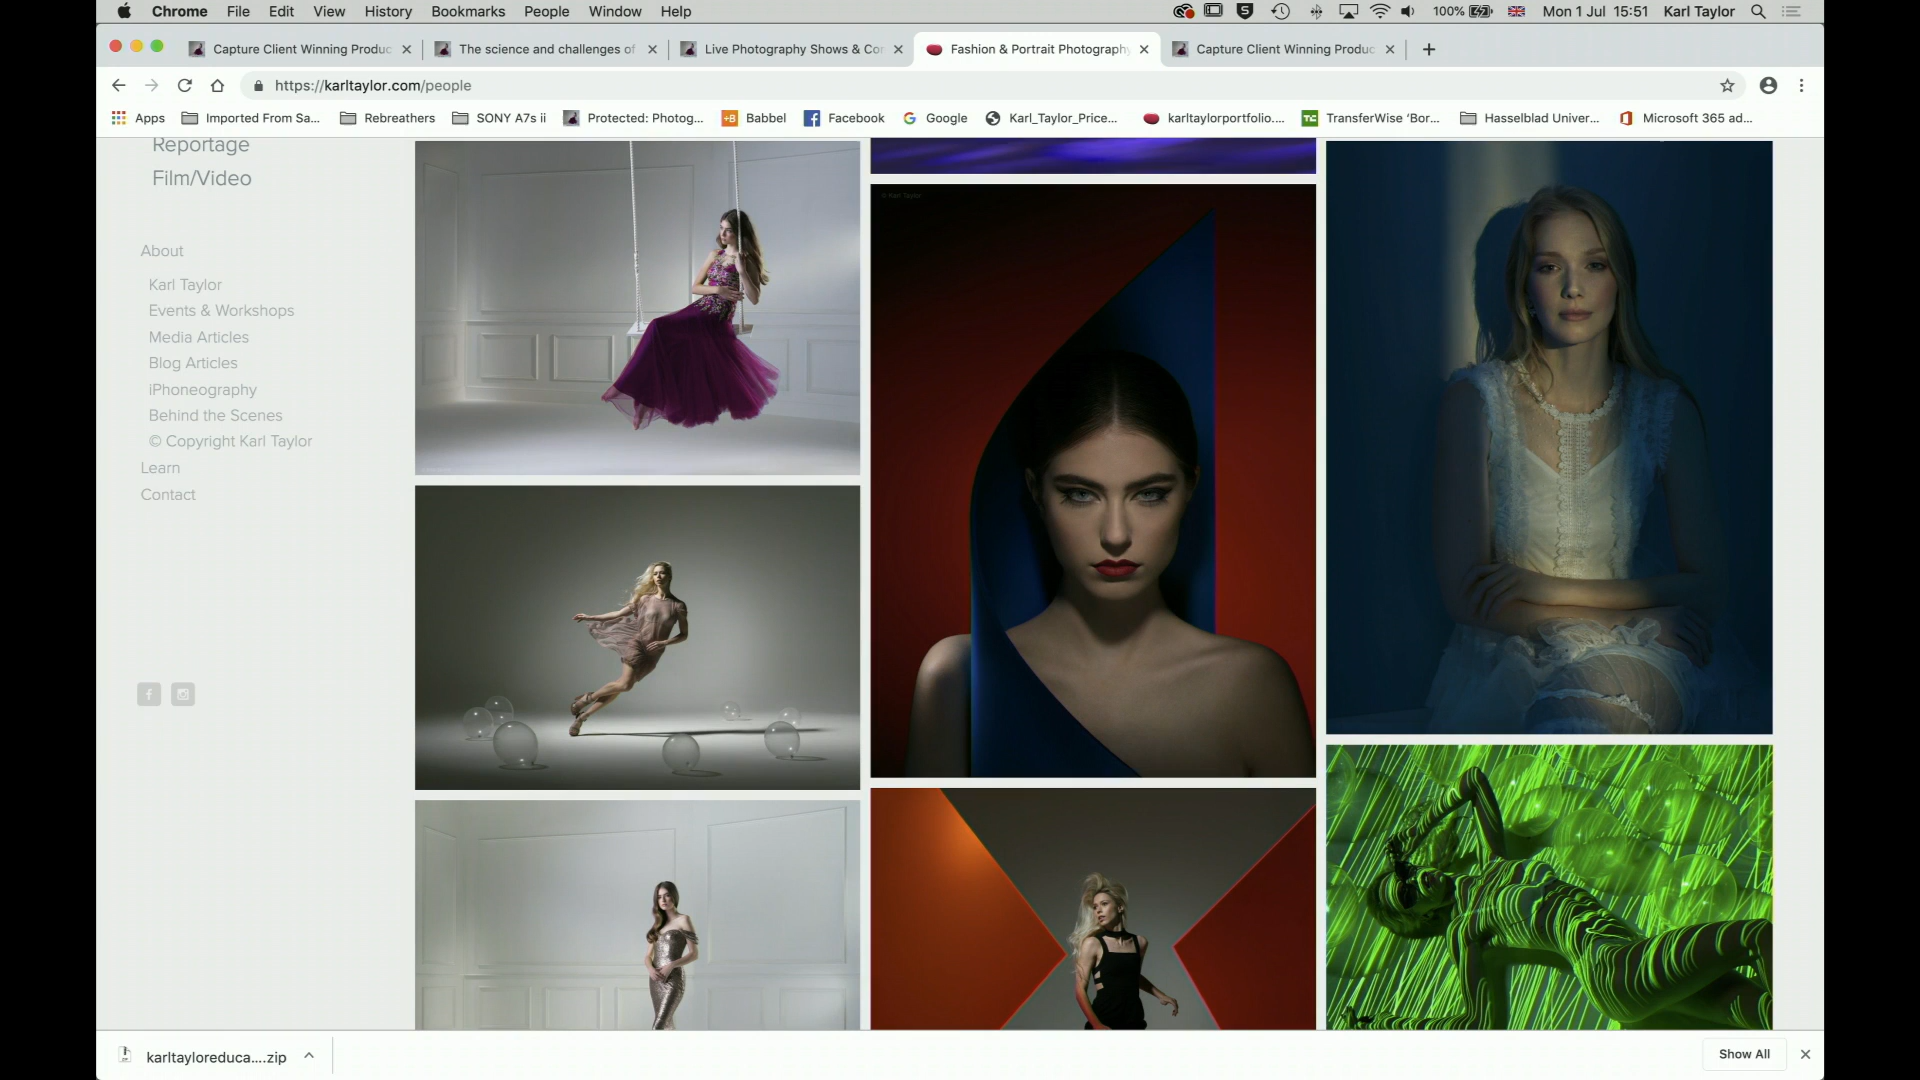 Chrome File Edit View History Bookmarks People Window Help 100% Mon 1 Jul 15:51 Karl Taylor
Capture Client Winning Produc The science and challenges of Live Photography Shows & Co Fashion & Portrait Photography Capture Client Winning Produc
https://karltaylor.com/people
Apps Imported From Sa... Rebreathers SONY A7s ii Protected: Photog... Babbel Facebook Google Karl_Taylor_Price... karltaylorportfolio.... TransferWise ‘Bor... Hasselblad Univer... Microsoft 365 ad...
Reportage
Film/Video
About
Karl Taylor
Events & Workshops
Media Articles
Blog Articles
iPhoneography
Behind the Scenes
© Copyright Karl Taylor
Learn
Contact
© Karl Taylor
karltayloreduca....zip
Show All